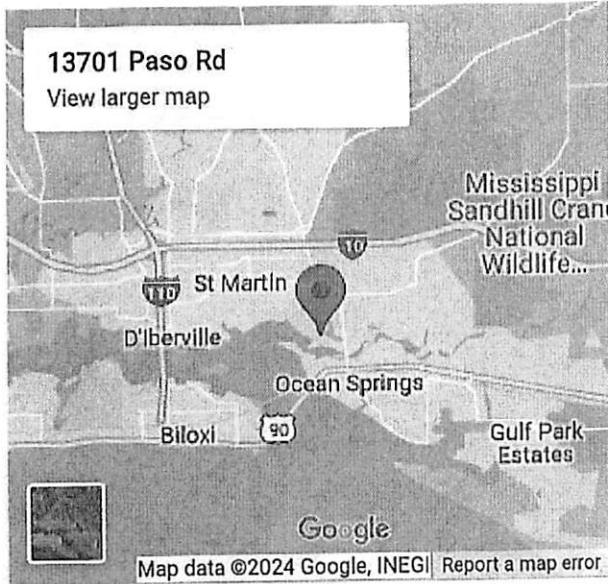 13701 Paso Rd
View larger map
Mississippi
Sandhill Crane
National
Wildlife...
10
110
St Martin
D'Iberville
Ocean Springs
Biloxi
90
Gulf Park
Estates
Google
Map data ©2024 Google, INEGI
Report a map error